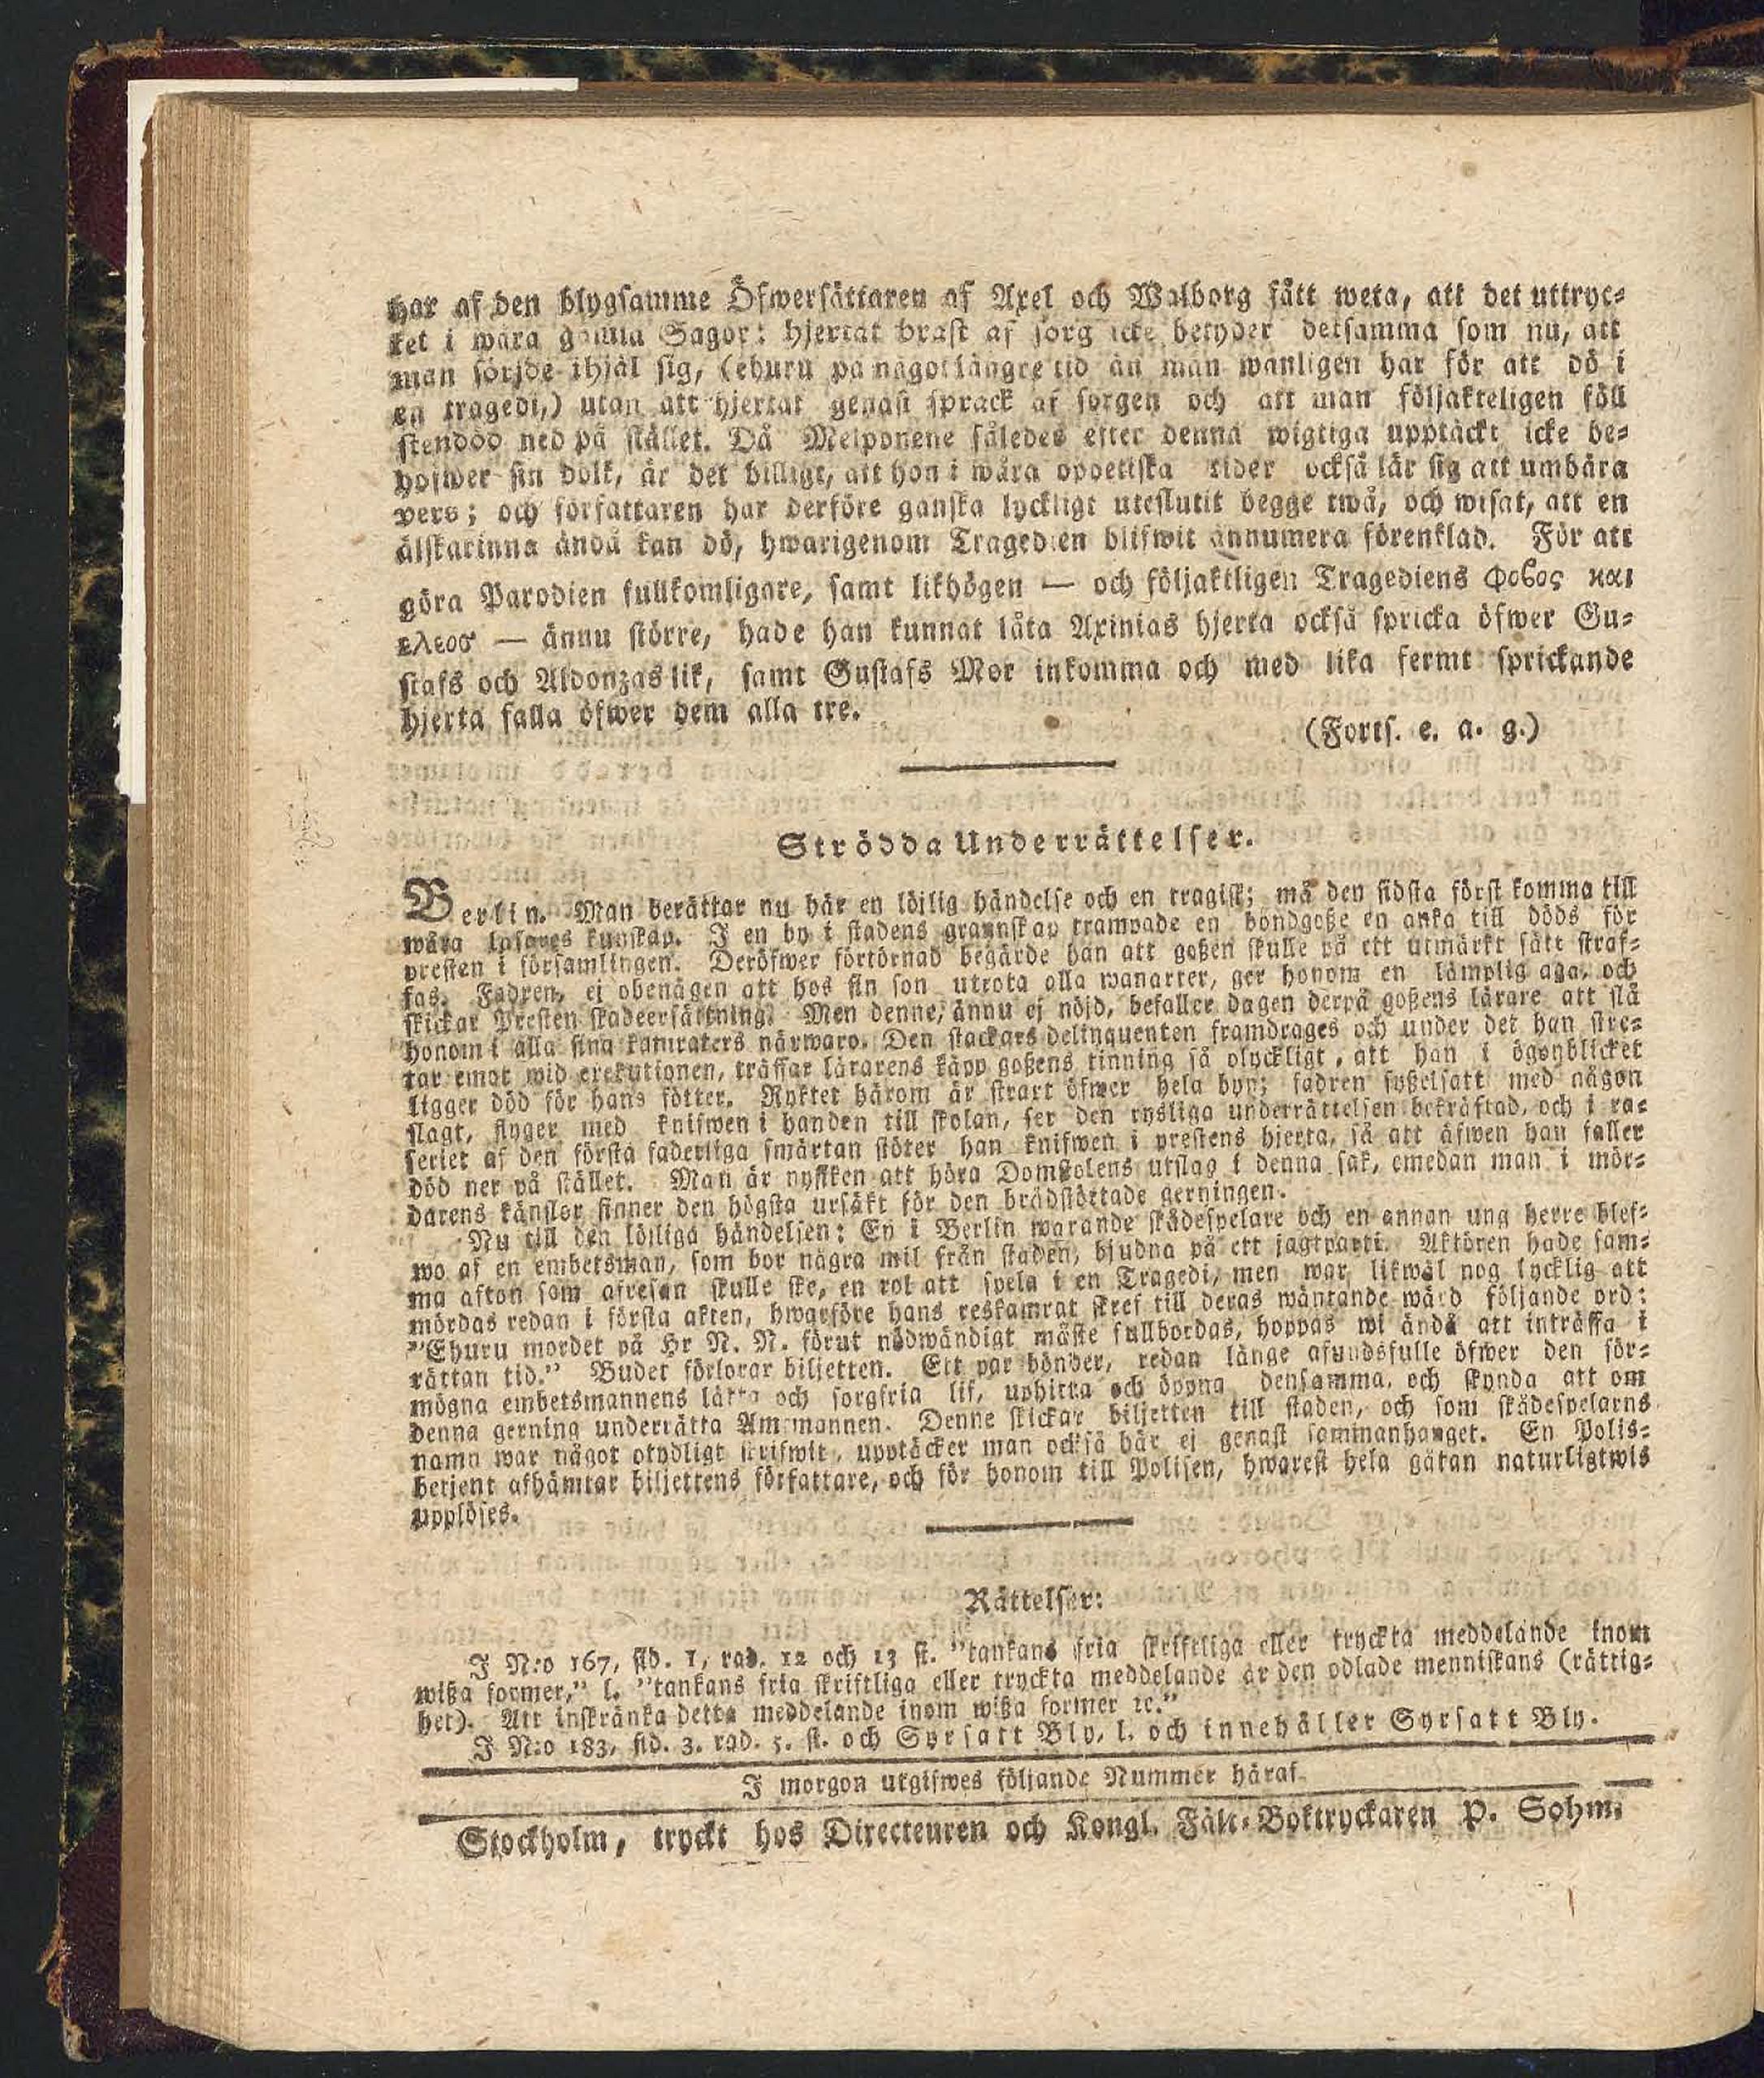 har af den blygsamme Öfwersättaren af Axel och Walborg fått weta, att det uttryc-
ket i wåra gamla Sagor: hjertat brast af sorg icke betyder detsamma som nu, att
man sörjde ihjäl sig, (ehuru på något längre tid än man wanligen har för att dö i
en tragedi,) utan att hjertat genast sprack af sorgen och att man följakteligen föll
stendöd ned på stället. Då Melponene således efter denna wigtiga upptäckt icke be-
höfwer sin dolk, är det billigt, att hon i wåra opoetiska tider också lär sig att umbära
vers; och författaren har derföre ganska lyckligt uteslutit begge twå, och wisat, att en
älskarinna ändå kan dö, hwarigenom Tragedien blifwit ännumera förenklad. För att
göra Parodien fullkomligare, samt likhögen — och följaktligen Tragediens Φοβος και
ελεοσ — ännu större, hade han kunnat låta Axinias hjerta också spricka öfwer Gu-
stafs och Aldonzas lik, samt Gustafs Mor inkomma och med lika fermt sprickande
hjerta falla öfwer dem alla tre.
(Forts. e. a. g.)
Strödda Underrättelser.
Berlin. Man berättar nu här en löjlig händelse och en tragisk; må den sidsta först komma till
wåra läsares kunskap. I en by i stadens grannskap trampade en bondgoße en anka till döds för
presten i församlingen. Deröfwer förtörnad begärde han att goßen skulle på ett utmärkt sätt straf-
fas. Fadren, ej obenägen att hos sin son utrota alla wanarter, ger honom en lämplig aga, och
skickar Presten skadeersättning. Men denne, ännu ej nöjd, befaller dagen derpå goßens lärare att slå
honom i alla sina kamraters närwaro. Den stackars delinquenten framdrages och under det han stre-
tar emot wid exekutionen, träffar lärarens käpp goßens tinning så olyckligt, att han i ögonblicket
ligger död för hans fötter. Ryktet härom är strart öfwer hela byn; fadren syßelsatt med någon
slagt, flyger med knifwen i handen till skolan, ser den rysliga underrättelsen bekräftad, och i ra-
seriet af den första faderliga smärtan stöter han knifwen i prestens hjerta, så att äfwen han faller
död ner på stället. Man är nyfiken att höra Domstolens utslag i denna sak, emedan man i mör-
darens känslor finner den högsta ursäkt för den brådstörtade gerningen.
Nu till den löjliga händelsen: En i Berlin warande skådespelare och en annan ung herre blef-
wo af en embetsman, som bor några mil från staden, bjudna på ett jagtparti. Aktören hade sam-
ma afton som afresan skulle ske, en rol att spela i en Tragedi, men war likwäl nog lycklig att
mördas redan i första akten, hwarföre hans reskamrat skref till deras wäntande wärd följande ord:
"Ehuru mordet på Hr N. N. förut nödwändigt måste fullbordas, hoppas wi ändå att inträffa i
rättan tid." Budet förlorar biljetten. Ett par bönder, redan länge afundsfulle öfwer den för-
mögna embetsmannens lätta och sorgfria lif, uphitta och öppna densamma, och skynda att om
denna gerning underrätta Amtmannen. Denne skickar biljetten till staden, och som skådespelarns
namn war något otydligt skrifwit, upptäcker man också här ej genast sammanhanget. En Polis-
betjent afhämtar biljettens författare, och för honom till Polisen, hwarest hela gåtan naturligtwis
upplöses.
Rättelser:
I N:o 167, sid. 1, rad. 12 och 13 st. "tankans fria skriftliga eller tryckta meddelande inom
wißa former," l. "tankans fria skriftliga eller tryckta meddelande är den odlade menniskans (rättig-
het). Att inskränka detta meddelande inom wißa former ꝛc."
I N:o 183, sid. 3. rad. 5. st. och Syrsatt Bly, l. och innehåller Syrsatt Bly.
I morgon utgifwes följande Nummer häraf.
Stockholm, tryckt hos Directeuren och Kongl. Fält-Boktryckaren P. Sohm.